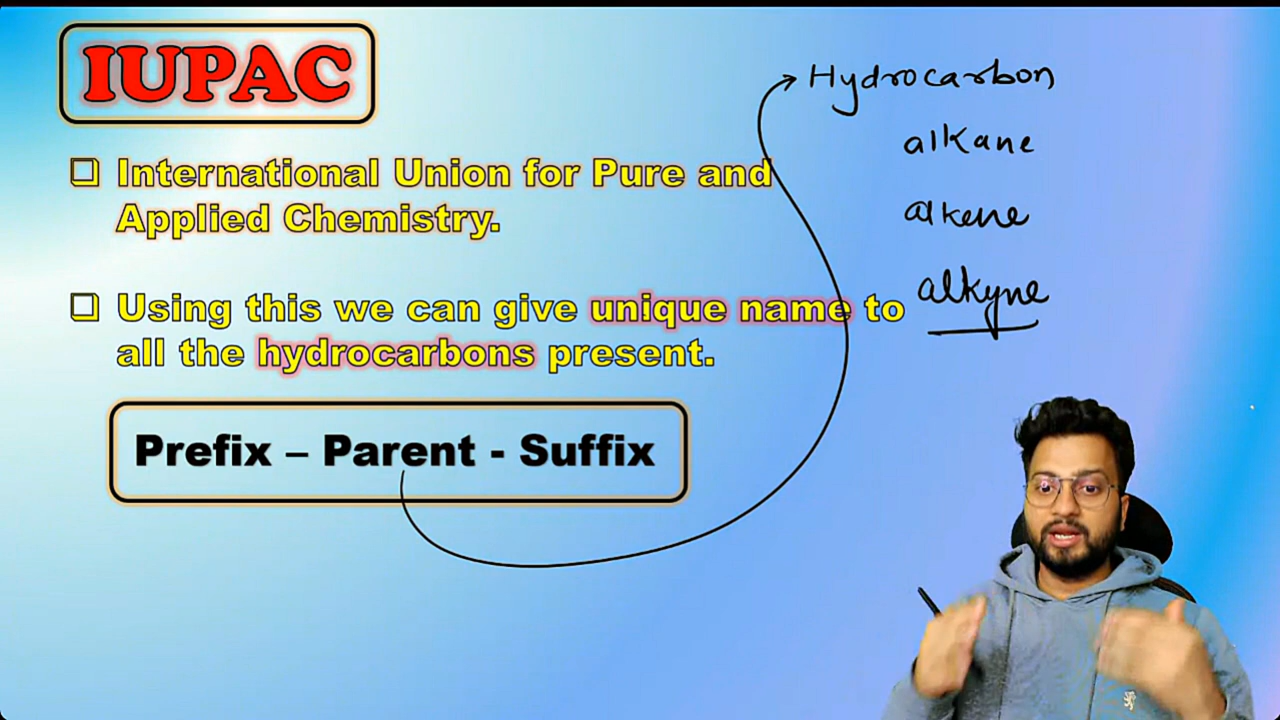 IUPAC
❑ International Union for Pure and
Applied Chemistry.
❑ Using this we can give unique name to
all the hydrocarbons present.
Prefix – Parent - Suffix
Hydrocarbon
alkane
alkene
alkyne